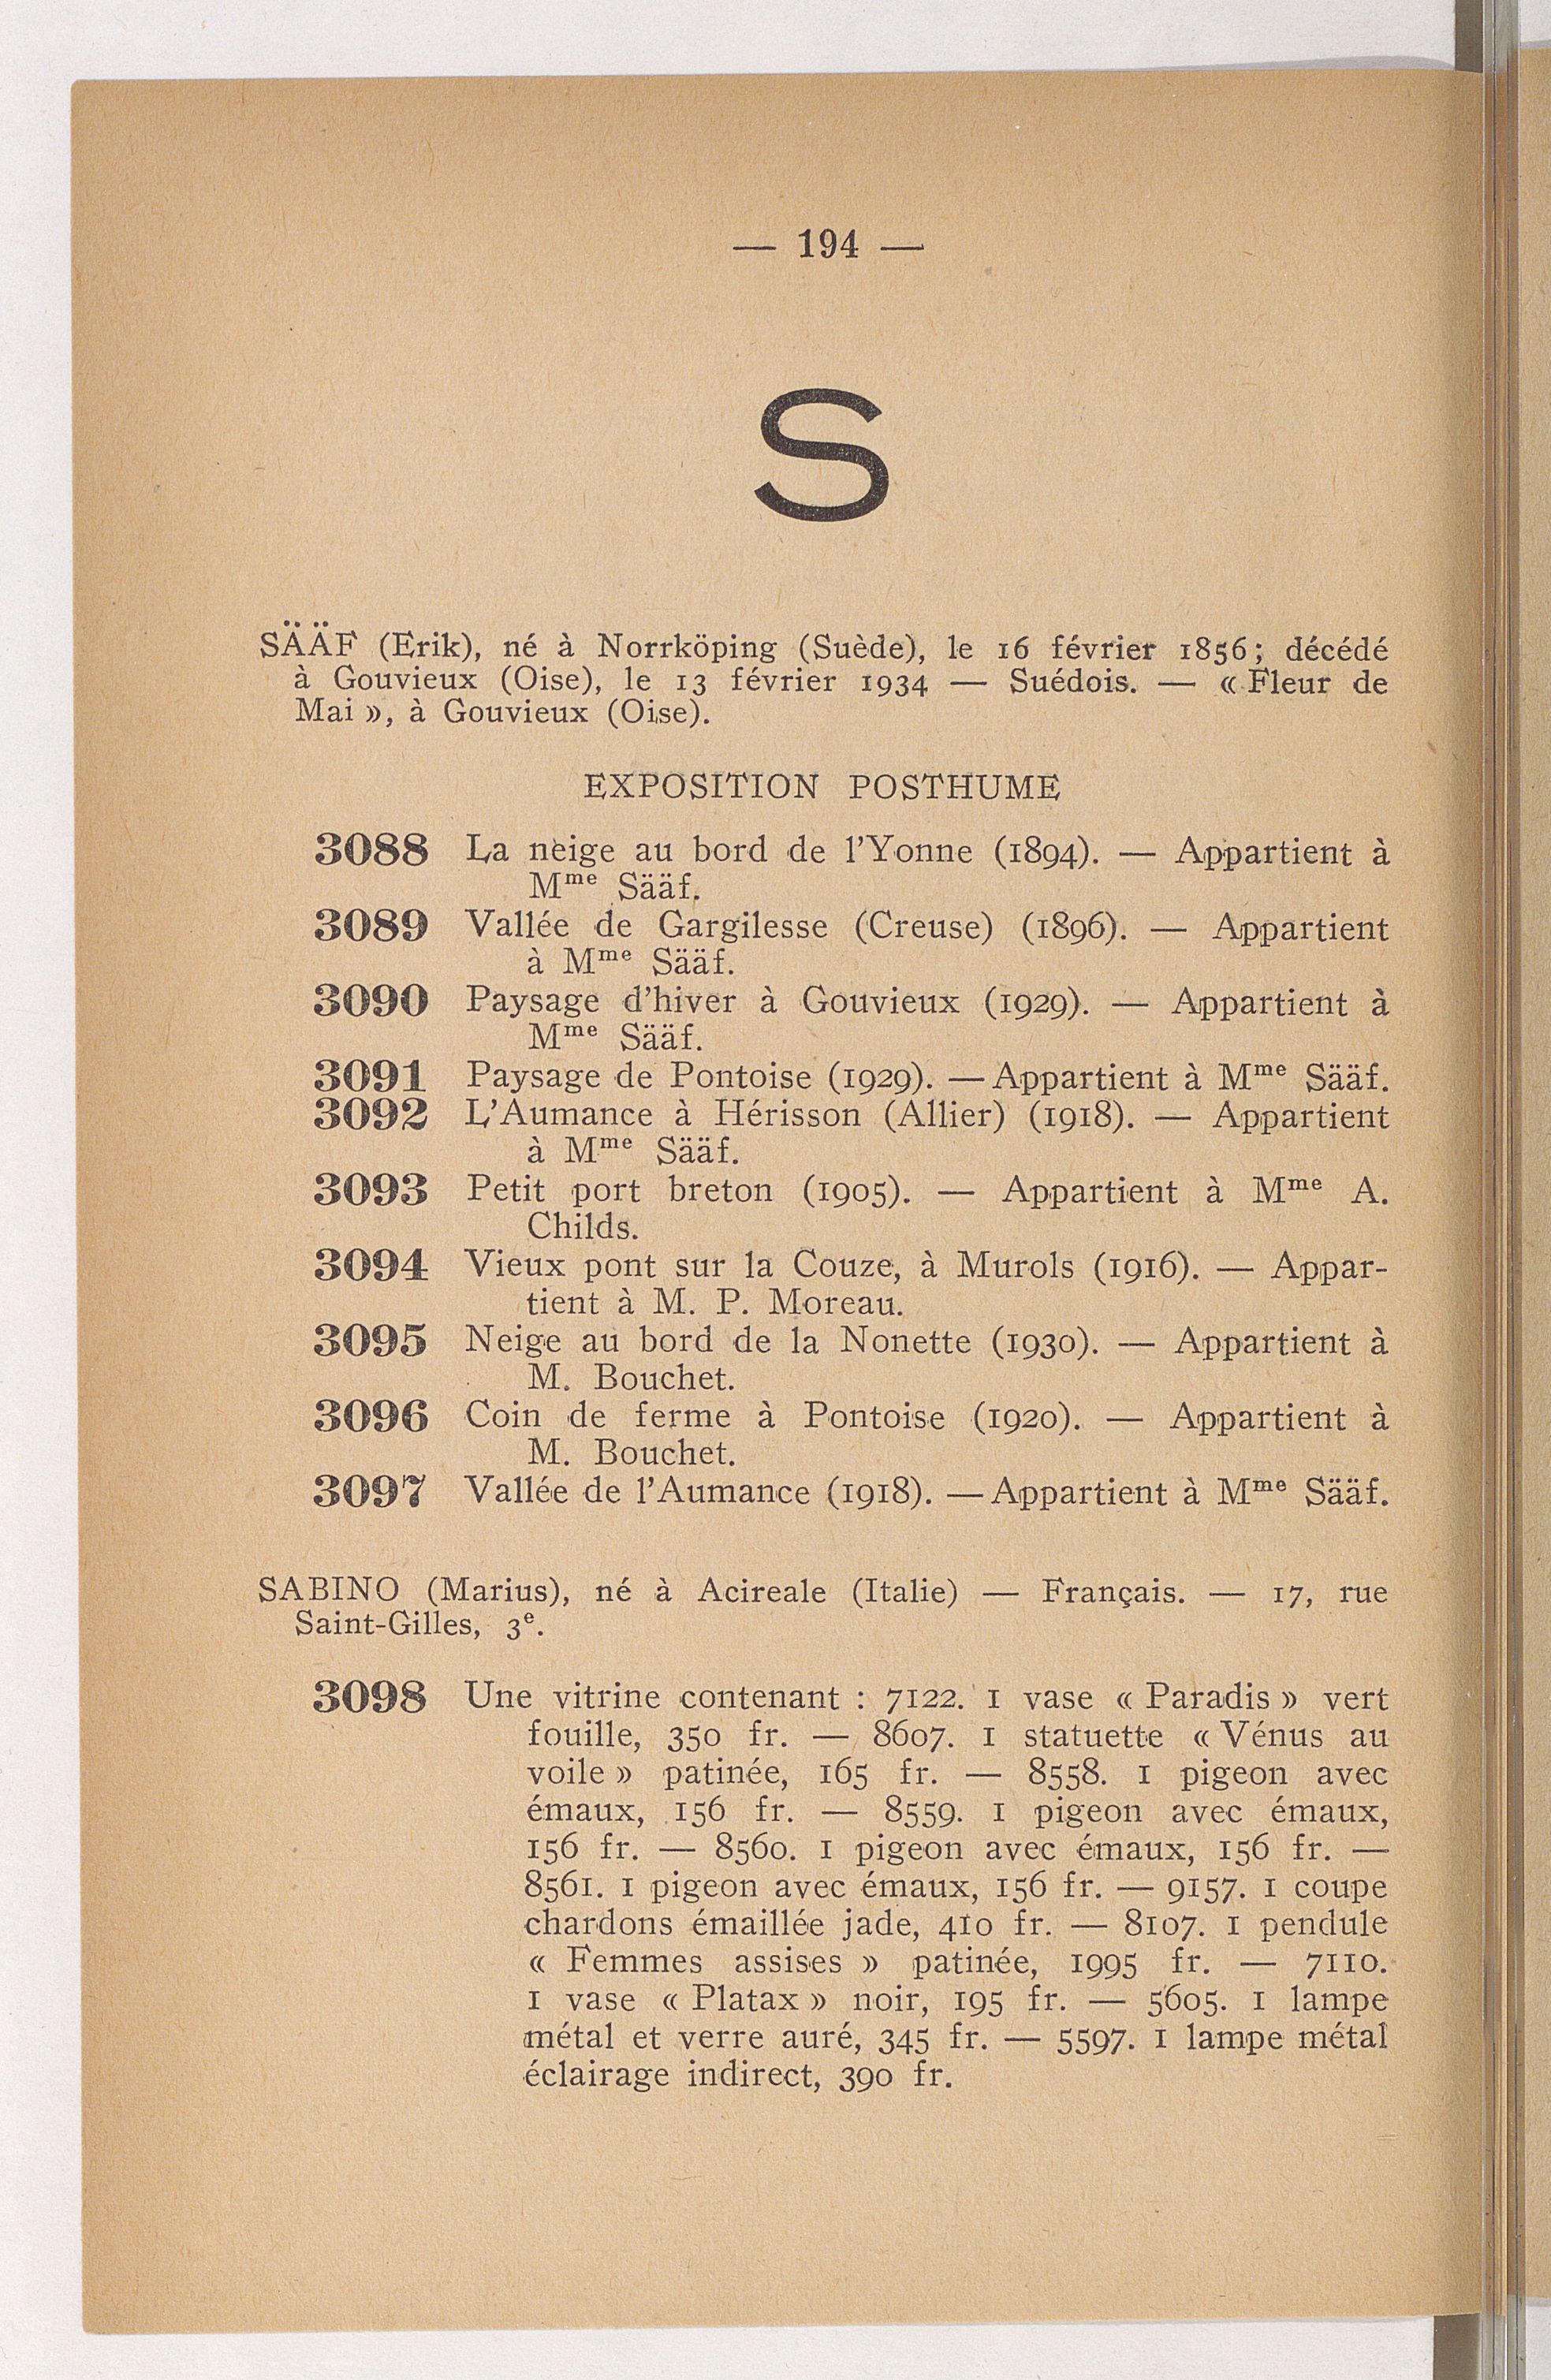 — 194 —
S
SÄÄF (Erik), né à Norrköping (Suède), le 16 février 1856; décédé
à Gouvieux (Oise), le 13 février 1934 — Suédois. — « Fleur de
Mai », à Gouvieux (Oise).
EXPOSITION POSTHUME
3088 La neige au bord de l'Yonne (1894). — Appartient à
Mme Sääf.
3089 Vallée de Gargilesse (Creuse) (1896). — Appartient
à Mme Sääf.
3090 Paysage d'hiver à Gouvieux (1929). — Appartient à
Mme Sääf.
3091 Paysage de Pontoise (1929). — Appartient à Mme Sääf.
3092 L'Aumance à Hérisson (Allier) (1918). — Appartient
à Mme Sääf.
3093 Petit port breton (1905). — Appartient à Mme A.
Childs.
3094 Vieux pont sur la Couze, à Murols (1916). — Appar-
tient à M. P. Moreau.
3095 Neige au bord de la Nonette (1930). — Appartient à
M. Bouchet.
3096 Coin de ferme à Pontoise (1920). — Appartient à
M. Bouchet.
3097 Vallée de l'Aumance (1918). — Appartient à Mme Sääf.
SABINO (Marius), né à Acireale (Italie) — Français. — 17, rue
Saint-Gilles, 3e.
3098 Une vitrine contenant : 7122. 1 vase « Paradis » vert
fouille, 350 fr. — 8607. 1 statuette « Vénus au
voile » patinée, 165 fr. — 8558. 1 pigeon avec
émaux, 156 fr. — 8559. 1 pigeon avec émaux,
156 fr. — 8560. 1 pigeon avec émaux, 156 fr. —
8561. 1 pigeon avec émaux, 156 fr. — 9157. 1 coupe
chardons émaillée jade, 410 fr. — 8107. 1 pendule
« Femmes assises » patinée, 1995 fr. — 7110.
1 vase « Platax » noir, 195 fr. — 5605. 1 lampe
métal et verre auré, 345 fr. — 5597. 1 lampe métal
éclairage indirect, 390 fr.